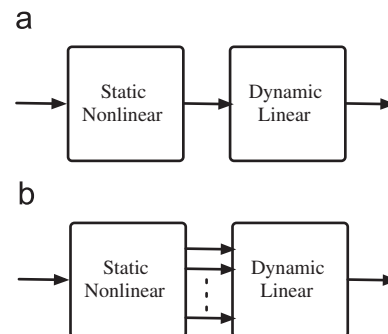 a
Static
Nonlinear
Dynamic
Linear
b
Static
Nonlinear
Dynamic
Linear